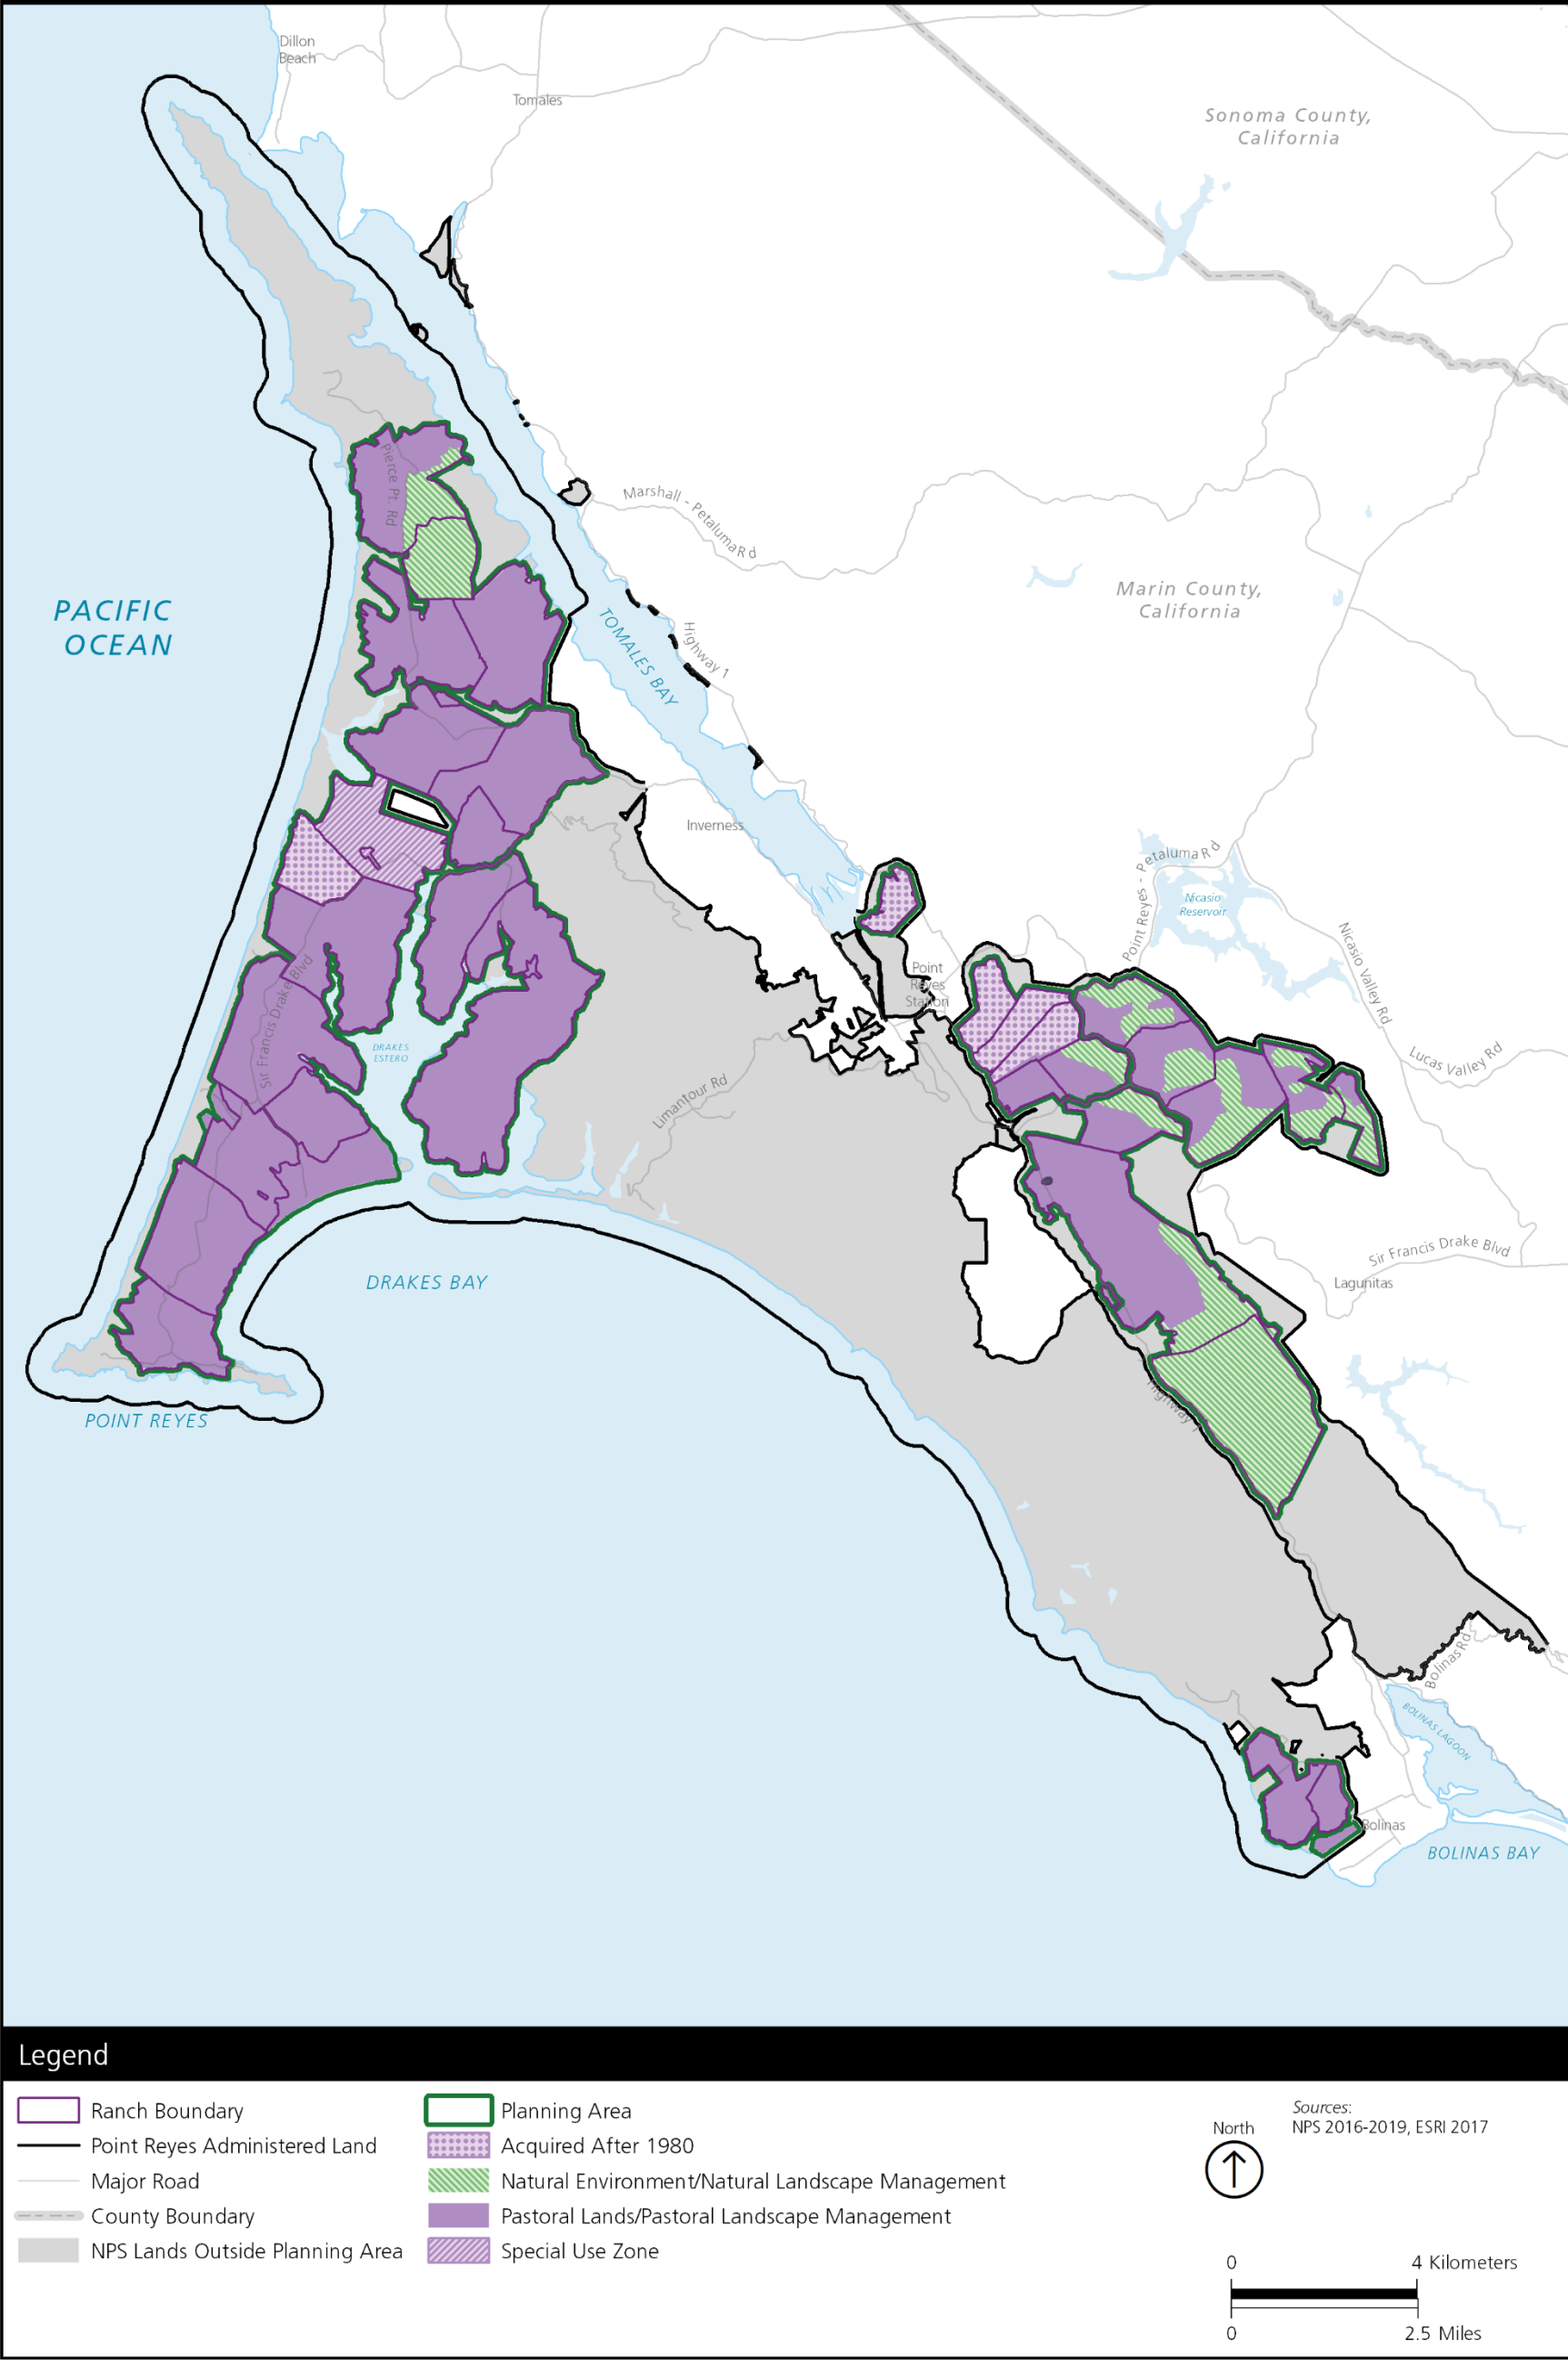 Dillon
Beach
Tomales
Sonoma County,
California
Pierce Pt. Rd
Marshall - Petaluma Rd
Marin County,
California
PACIFIC
OCEAN
TOMALES BAY
Highway 1
Inverness
Point Reyes - Petaluma Rd
Nicasio
Reservoir
Nicasio Valley Rd
Point
Reyes
Station
Sir Francis Drake Blvd
DRAKES
ESTERO
Lucas Valley Rd
Limantour Rd
Sir Francis Drake Blvd
Lagunitas
DRAKES BAY
POINT REYES
Highway 1
Bolinas Rd
BOLINAS LAGOON
Bolinas
BOLINAS BAY
Legend
Ranch Boundary
Point Reyes Administered Land
Major Road
County Boundary
NPS Lands Outside Planning Area
Planning Area
Acquired After 1980
Natural Environment/Natural Landscape Management
Pastoral Lands/Pastoral Landscape Management
Special Use Zone
North
Sources:
NPS 2016-2019, ESRI 2017
0 4 Kilometers
0 2.5 Miles